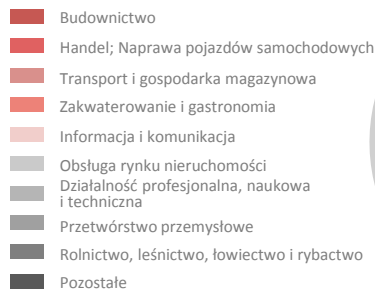 Budownictwo
Handel; Naprawa pojazdów samochodowych
Transport i gospodarka magazynowa
Zakwaterowanie i gastronomia
Informacja i komunikacja
Obsługa rynku nieruchomości
Działalność profesjonalna, naukowa
i techniczna
Przetwórstwo przemysłowe
Rolnictwo, leśnictwo, łowiectwo i rybactwo
Pozostałe